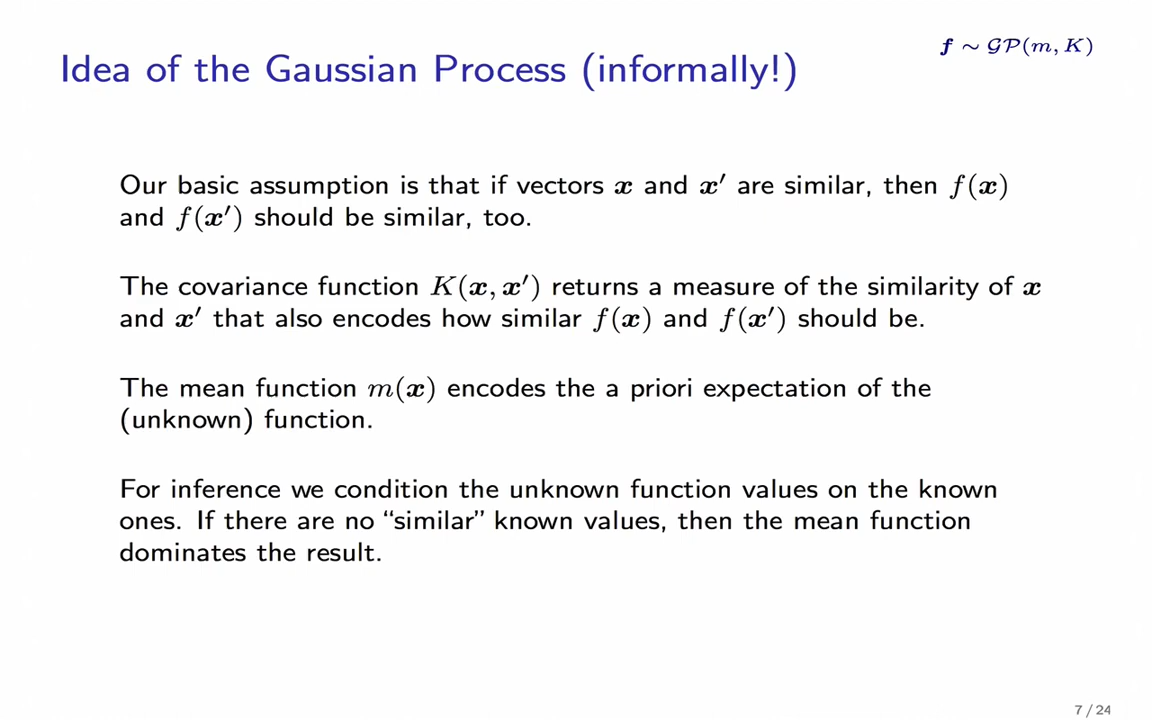 f ~ GP(m, K)
Idea of the Gaussian Process (informally!)
Our basic assumption is that if vectors x and x′ are similar, then f(x)
and f(x′) should be similar, too.
The covariance function K(x, x′) returns a measure of the similarity of x
and x′ that also encodes how similar f(x) and f(x′) should be.
The mean function m(x) encodes the a priori expectation of the
(unknown) function.
For inference we condition the unknown function values on the known
ones. If there are no “similar” known values, then the mean function
dominates the result.
7 / 24